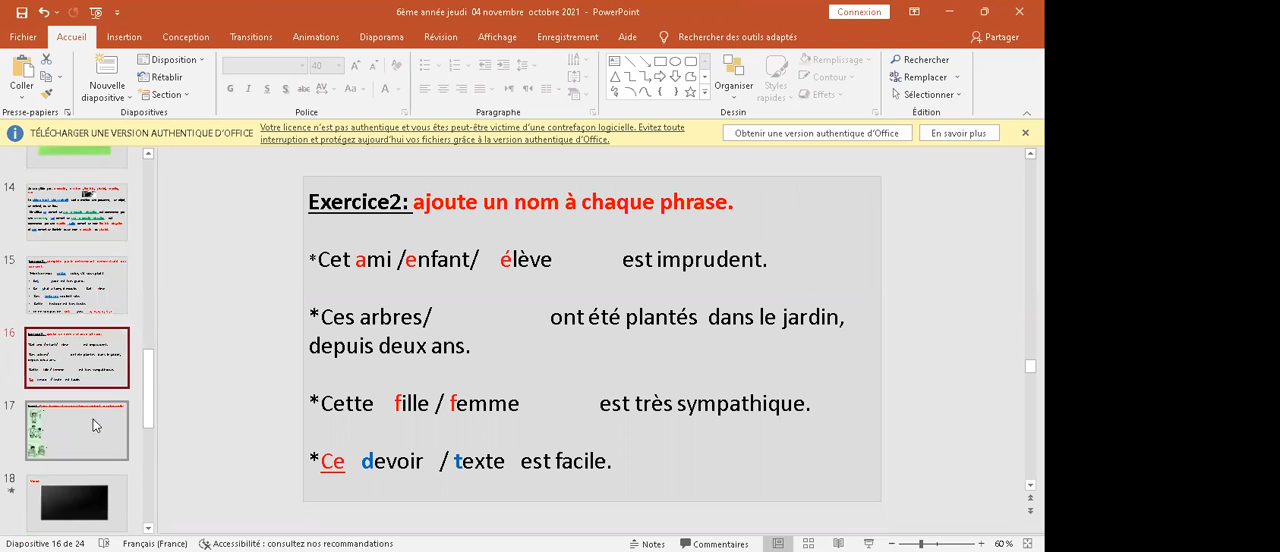 6ème année jeudi 04 novembre octobre 2021 - PowerPoint
Connexion
Fichier Accueil Insertion Conception Transitions Animations Diaporama Révision Affichage Enregistrement Aide Rechercher des outils adaptés Partager
Coller
Nouvelle diapositive
Disposition
Rétablir
Section
40
G I S S abc AV Aa A
Organiser
Styles rapides
Remplissage
Contour
Effets
Rechercher
Remplacer
Sélectionner
Presse-papiers Diapositives Police Paragraphe Dessin Édition
TÉLÉCHARGER UNE VERSION AUTHENTIQUE D'OFFICE
Votre licence n'est pas authentique et vous êtes peut-être victime d'une contrefaçon logicielle. Evitez toute
interruption et protégez aujourd'hui vos fichiers grâce à la version authentique d'Office.
Obtenir une version authentique d'Office
En savoir plus
14
15
16
17
18
Exercice2: ajoute un nom à chaque phrase.
*Cet ami /enfant/ élève est imprudent.
*Ces arbres/ ont été plantés dans le jardin,
depuis deux ans.
*Cette fille / femme est très sympathique.
*Ce devoir / texte est facile.
Diapositive 16 de 24 Français (France) Accessibilité : consultez nos recommandations Notes Commentaires 60 %